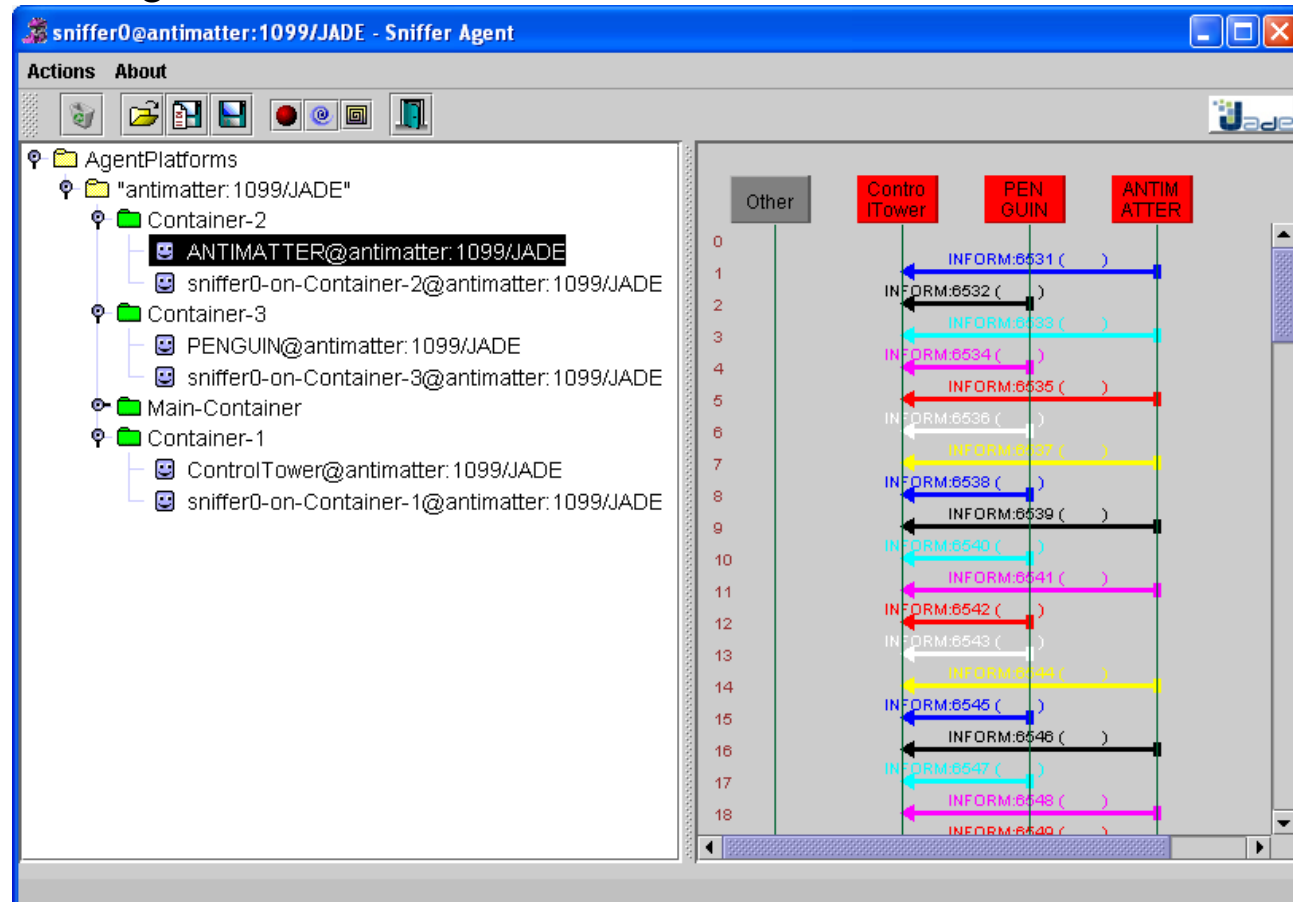 sniffer0@antimatter:1099/JADE - Sniffer Agent
Actions About
Jade
AgentPlatforms
"antimatter:1099/JADE"
Container-2
ANTIMATTER@antimatter:1099/JADE
sniffer0-on-Container-2@antimatter:1099/JADE
Container-3
PENGUIN@antimatter:1099/JADE
sniffer0-on-Container-3@antimatter:1099/JADE
Main-Container
Container-1
ControlTower@antimatter:1099/JADE
sniffer0-on-Container-1@antimatter:1099/JADE
Other
Contro
lTower
PEN
GUIN
ANTIM
ATTER
0
INFORM:6531 ( )
1
INFORM:6532 ( )
2
INFORM:6533 ( )
3
INFORM:6534 ( )
4
INFORM:6535 ( )
5
INFORM:6536 ( )
6
INFORM:6537 ( )
7
INFORM:6538 ( )
8
INFORM:6539 ( )
9
INFORM:6540 ( )
10
INFORM:6541 ( )
11
INFORM:6542 ( )
12
INFORM:6543 ( )
13
INFORM:6544 ( )
14
INFORM:6545 ( )
15
INFORM:6546 ( )
16
INFORM:6547 ( )
17
INFORM:6548 ( )
18
INFORM:6549 ( )